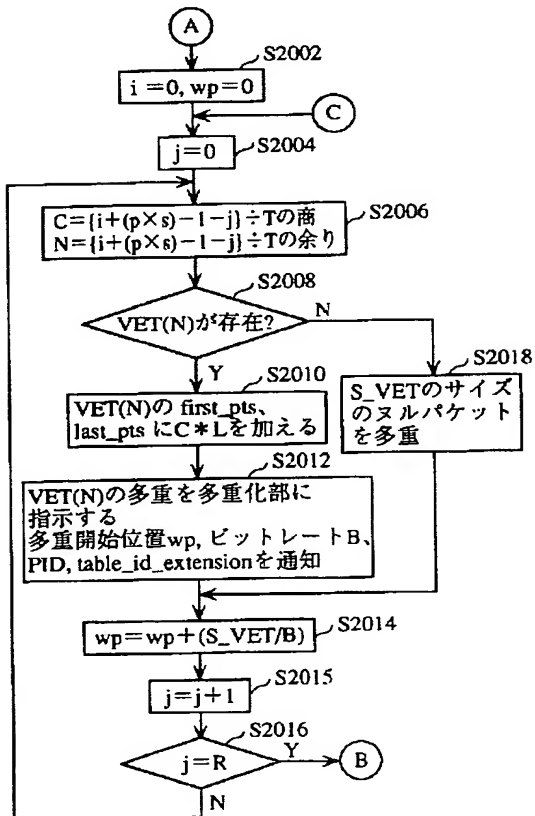 A
S2002
i=0, wp=0
C
j=0
S2004
C={i+(p×s)-1-j}÷Tの商
N={i+(p×s)-1-j}÷Tの余り
S2006
S2008
VET(N)が存在?
N
Y
S2010
S2018
VET(N)の first_pts、
last_pts にC*Lを加える
S_VETのサイズ
のヌルパケット
を多重
S2012
VET(N)の多重を多重化部に
指示する
多重開始位置wp, ビットレートB、
PID, table_id_extensionを通知
wp=wp+(S_VET/B)
S2014
j=j+1
S2015
S2016
j=R
Y
B
N